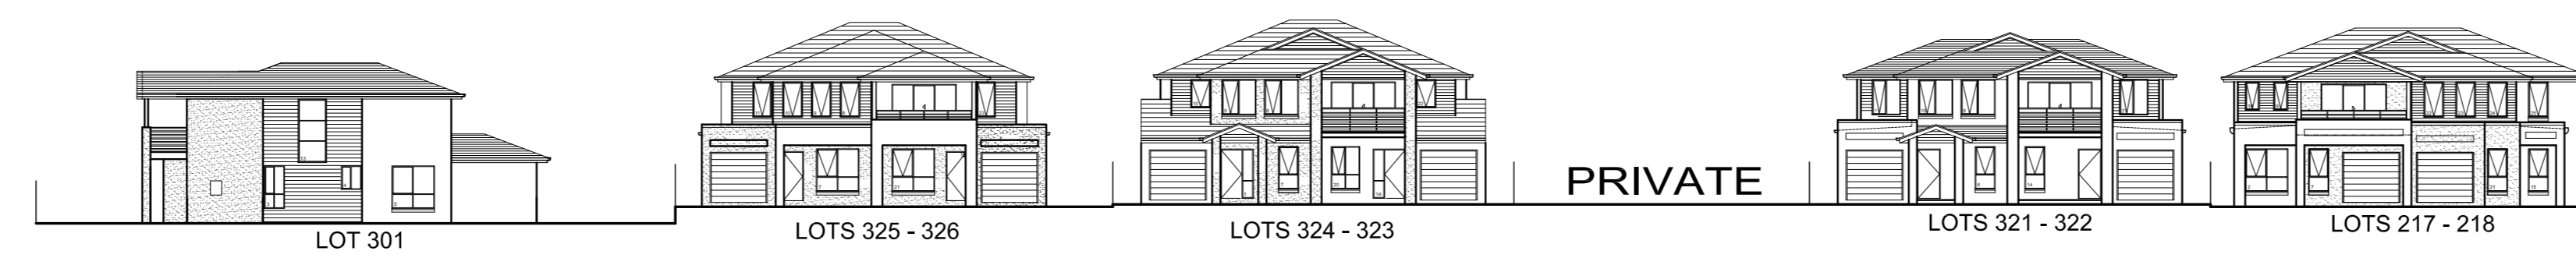 LOT 301
LOTS 325 - 326
LOTS 324 - 323
PRIVATE
LOTS 321 - 322
LOTS 217 - 218